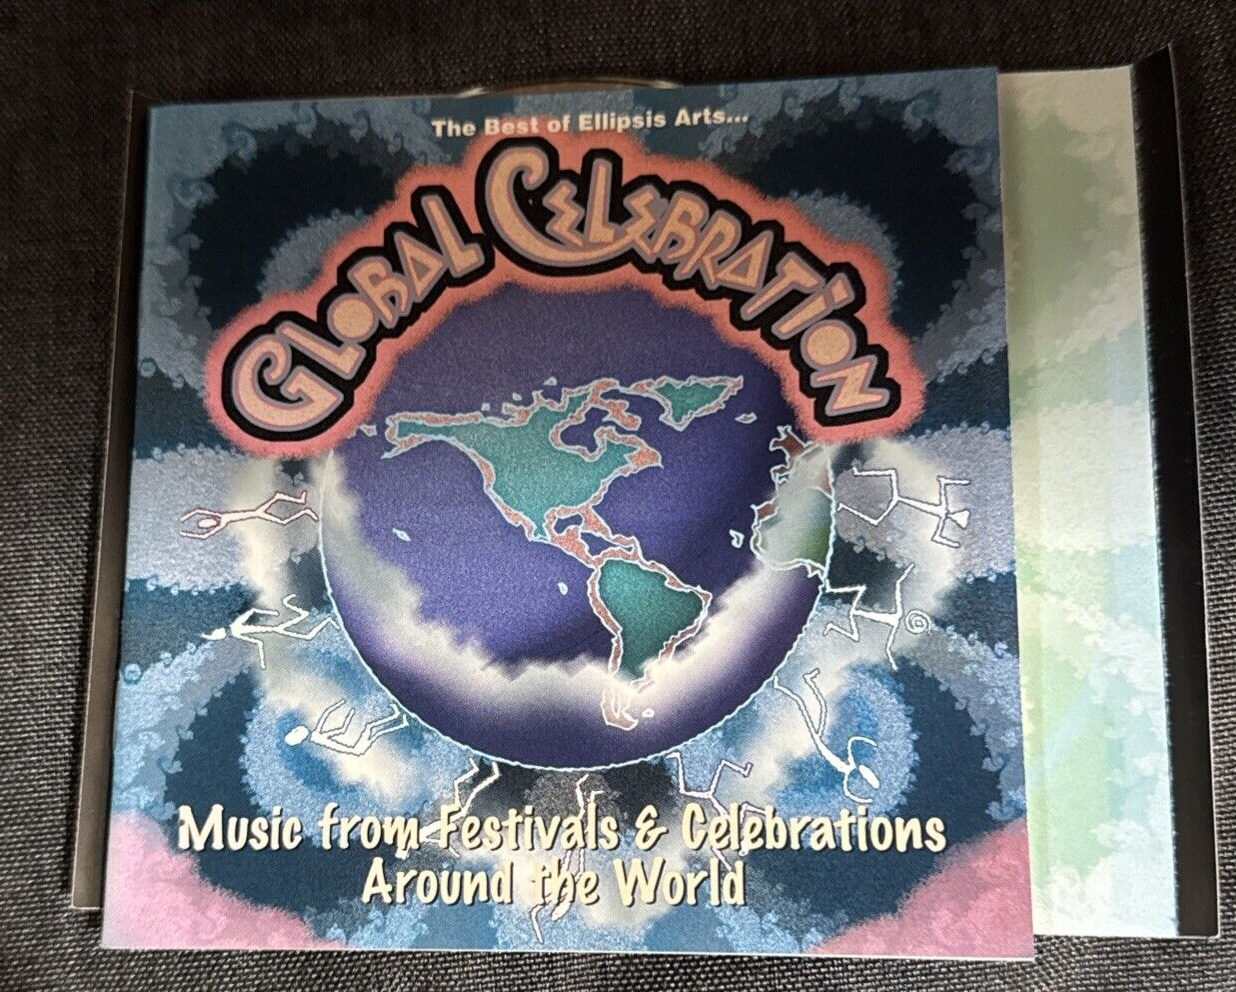 The Best of Ellipsis Arts...
GLOBAL CELEBRATION
Music from Festivals & Celebrations
Around the World